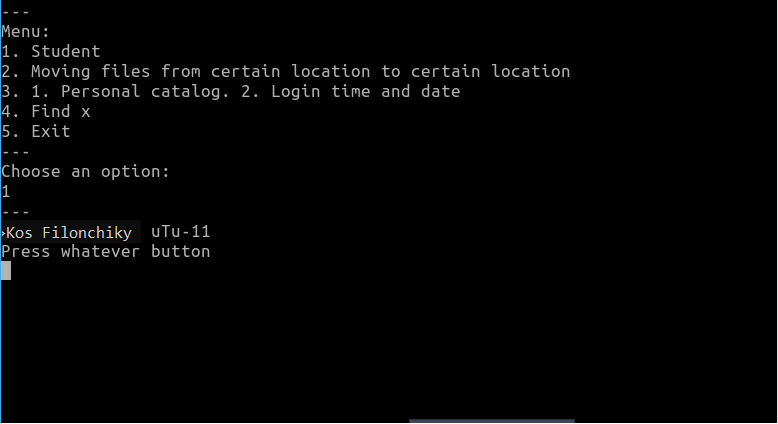 ---
Menu:
1. Student
2. Moving files from certain location to certain location
3. 1. Personal catalog. 2. Login time and date
4. Find x
5. Exit
---
Choose an option:
1
---
Kos Filonchiky uTu-11
Press whatever button